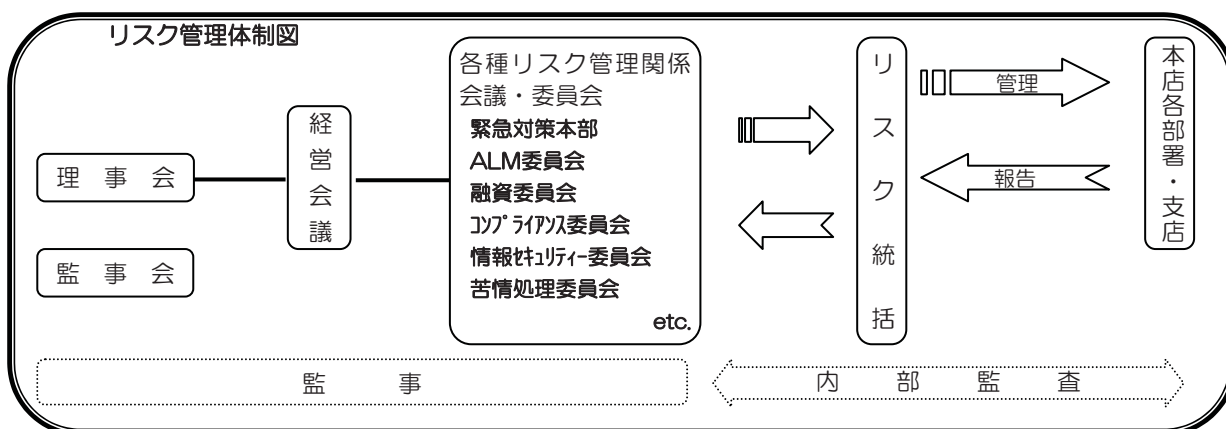 リスク管理体制図
理事会
監事会
経営会議
各種リスク管理関係
会議・委員会
緊急対策本部
ALM委員会
融資委員会
ｺﾝﾌﾟﾗｲｱﾝｽ委員会
情報ｾｷｭﾘﾃｨｰ委員会
苦情処理委員会
etc.
リスク統括
管理
報告
本店各部署・支店
監事
内部監査